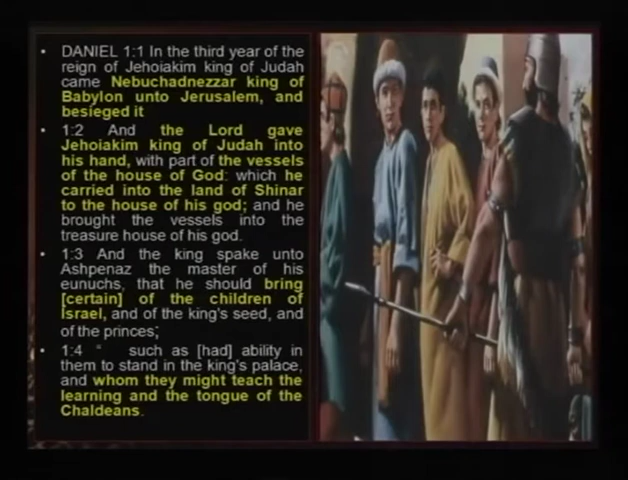 • DANIEL 1:1 In the third year of the
reign of Jehoiakim king of Judah
came Nebuchadnezzar king of
Babylon unto Jerusalem, and
besieged it
• 1:2 And the Lord gave
Jehoiakim king of Judah into
his hand, with part of the vessels
of the house of God: which he
carried into the land of Shinar
to the house of his god; and he
brought the vessels into the
treasure house of his god.
• 1:3 And the king spake unto
Ashpenaz the master of his
eunuchs, that he should bring
[certain] of the children of
Israel, and of the king's seed, and
of the princes;
• 1:4 “ such as [had] ability in
them to stand in the king's palace,
and whom they might teach the
learning and the tongue of the
Chaldeans.